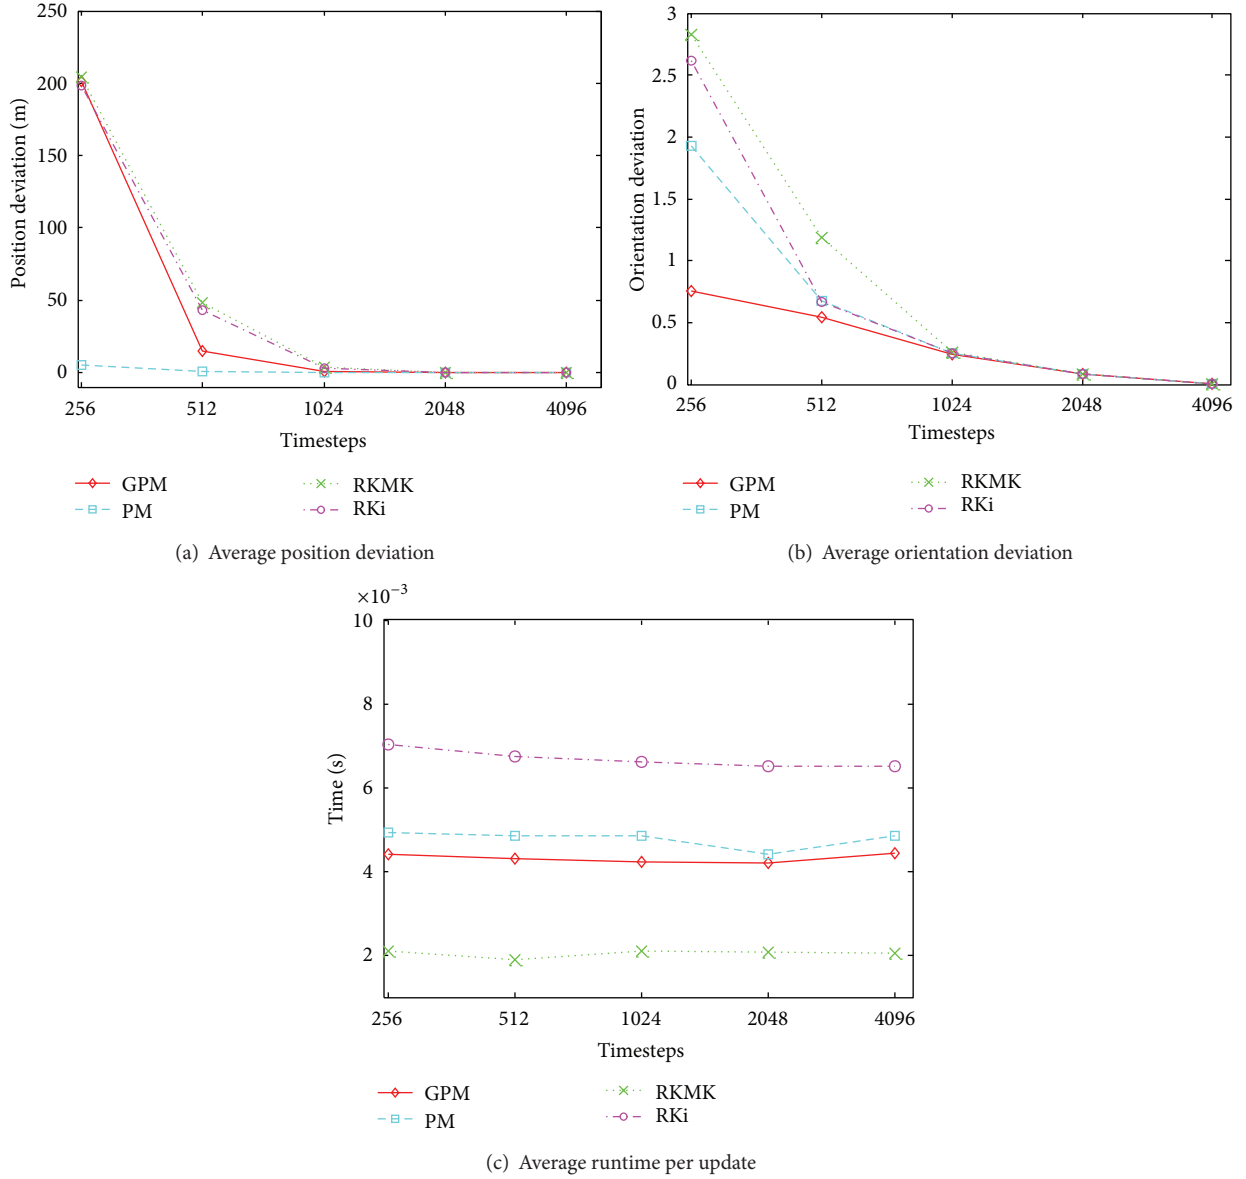 250
200
150
100
50
0
Position deviation (m)
256 512 1024 2048 4096
Timesteps
GPM
PM
RKMK
RKi
(a) Average position deviation
3
2.5
2
1.5
1
0.5
0
Orientation deviation
256 512 1024 2048 4096
Timesteps
GPM
PM
RKMK
RKi
(b) Average orientation deviation
×10⁻³
10
8
6
4
2
Time (s)
256 512 1024 2048 4096
Timesteps
GPM
PM
RKMK
RKi
(c) Average runtime per update